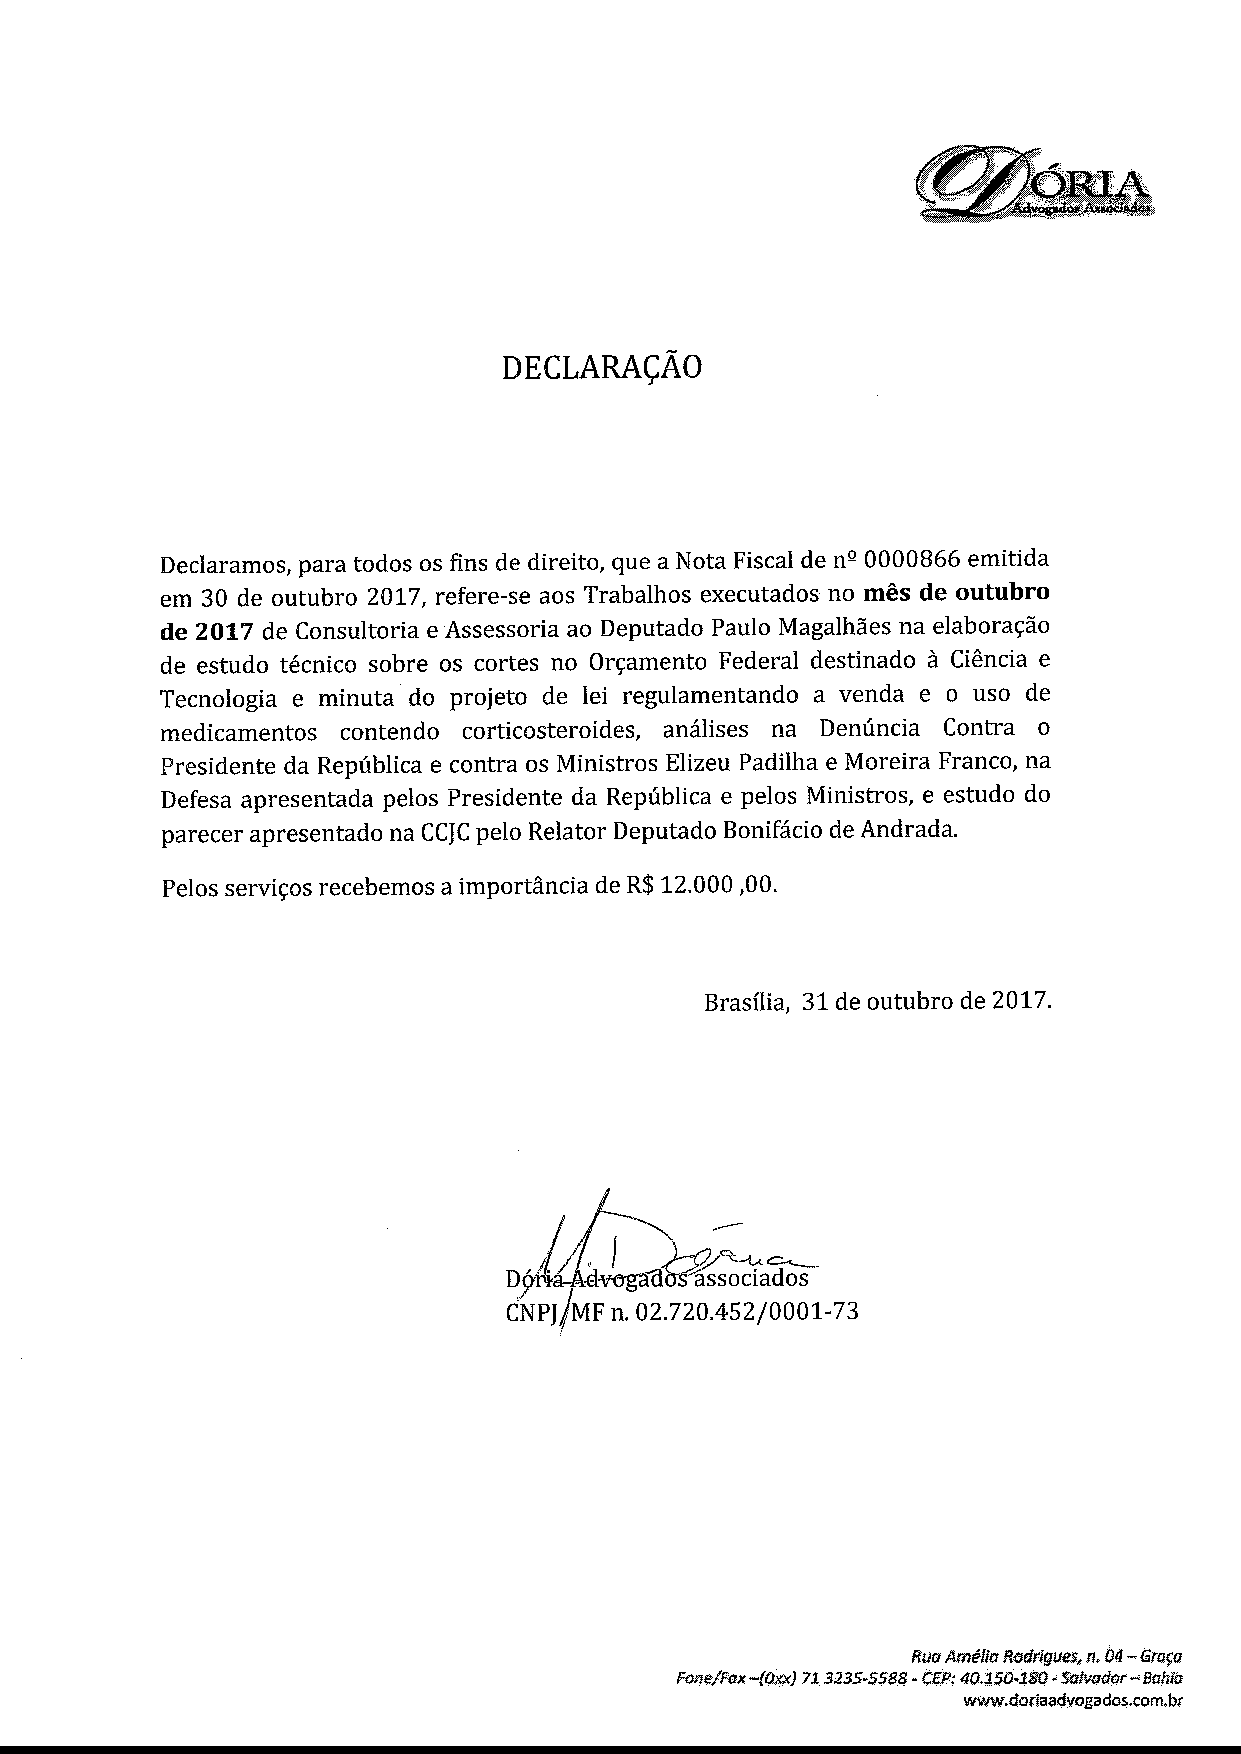 DÓRIA
Advogados Associados
DECLARAÇÃO
Declaramos, para todos os fins de direito, que a Nota Fiscal de nº 0000866 emitida
em 30 de outubro 2017, refere-se aos Trabalhos executados no mês de outubro
de 2017 de Consultoria e Assessoria ao Deputado Paulo Magalhães na elaboração
de estudo técnico sobre os cortes no Orçamento Federal destinado à Ciência e
Tecnologia e minuta do projeto de lei regulamentando a venda e o uso de
medicamentos contendo corticosteroides, análises na Denúncia Contra o
Presidente da República e contra os Ministros Elizeu Padilha e Moreira Franco, na
Defesa apresentada pelos Presidente da República e pelos Ministros, e estudo do
parecer apresentado na CCJC pelo Relator Deputado Bonifácio de Andrada.
Pelos serviços recebemos a importância de R$ 12.000 ,00.
Brasília, 31 de outubro de 2017.
Dória Advogados associados
CNPJ/MF n. 02.720.452/0001-73
Rua Amélia Rodrigues, n. 04 – Graça
Fone/Fax –(0xx) 71 3235-5588 - CEP: 40.150-180 - Salvador – Bahia
www.doriaadvogados.com.br